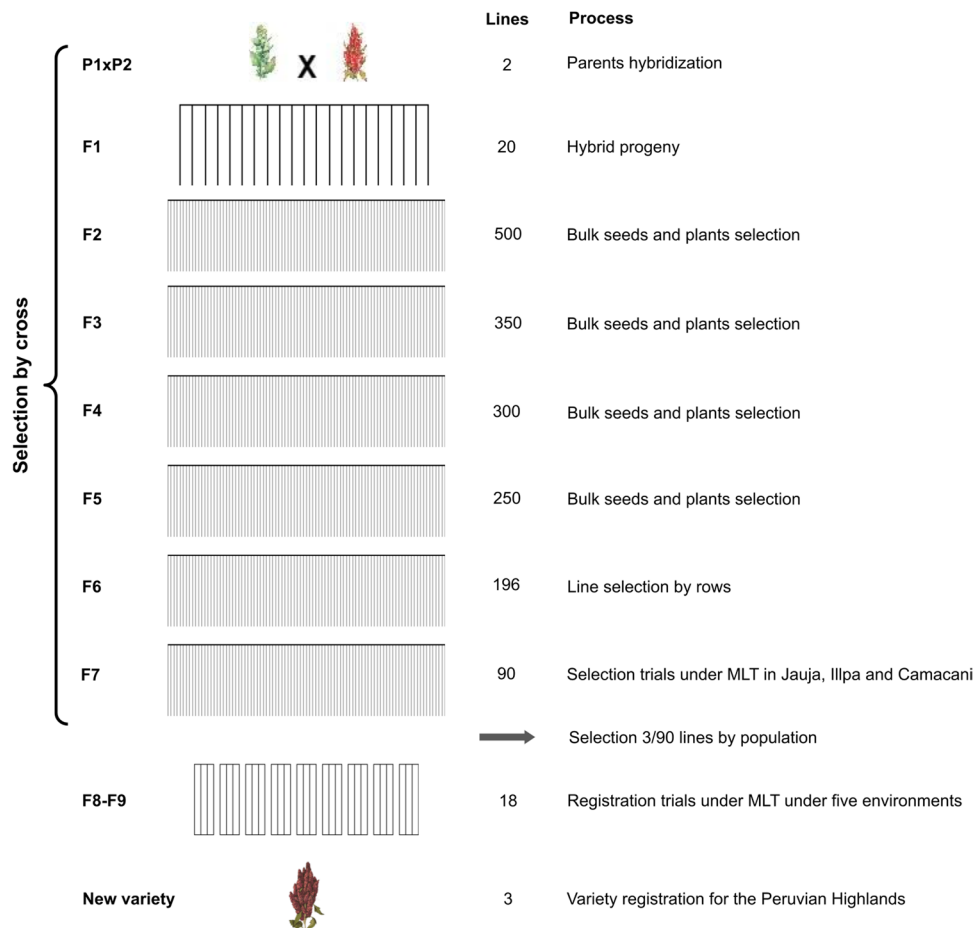 Lines Process
P1xP2 X 2 Parents hybridization
F1 20 Hybrid progeny
F2 500 Bulk seeds and plants selection
F3 350 Bulk seeds and plants selection
F4 300 Bulk seeds and plants selection
F5 250 Bulk seeds and plants selection
F6 196 Line selection by rows
F7 90 Selection trials under MLT in Jauja, Illpa and Camacani
Selection by cross
Selection 3/90 lines by population
F8-F9 18 Registration trials under MLT under five environments
New variety 3 Variety registration for the Peruvian Highlands